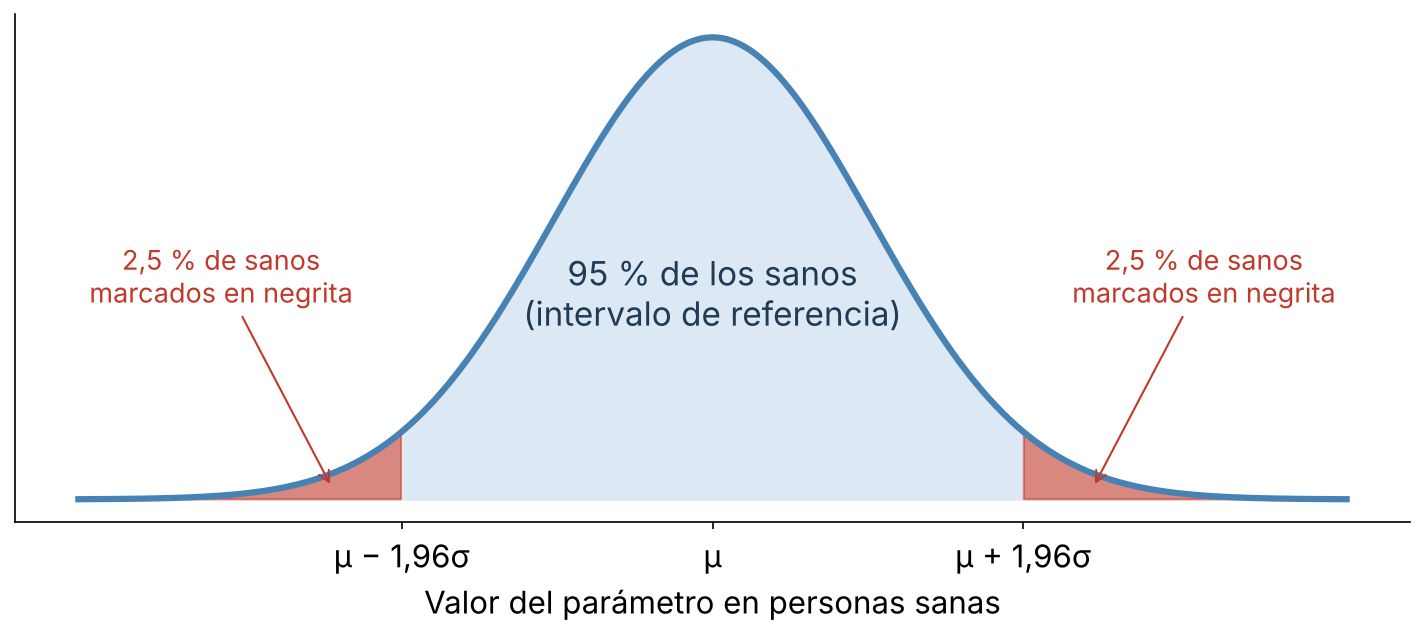 2,5 % de sanos
marcados en negrita
95 % de los sanos
(intervalo de referencia)
2,5 % de sanos
marcados en negrita
μ − 1,96σ
μ
μ + 1,96σ
Valor del parámetro en personas sanas